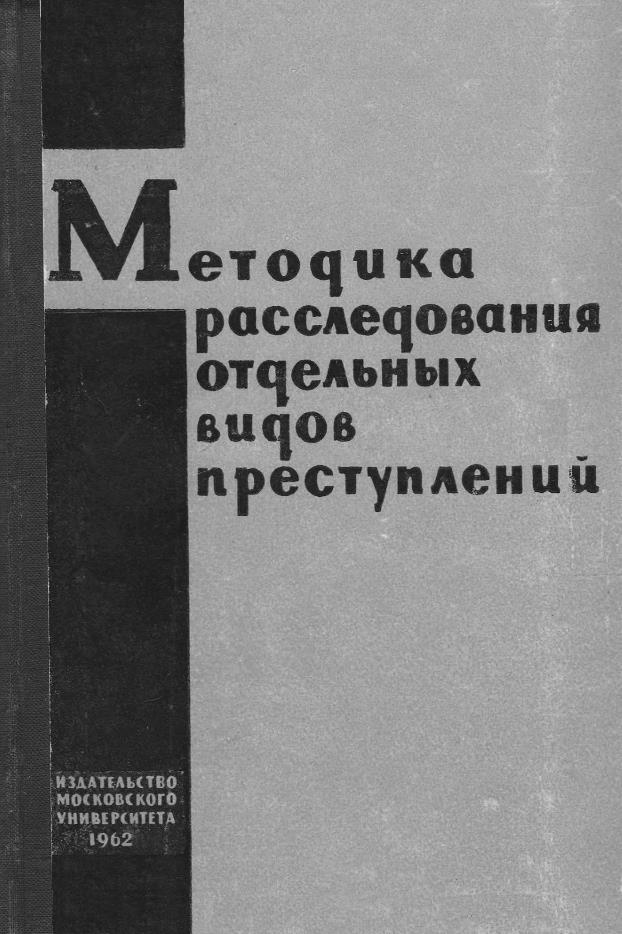 Методика
расследования
отдельных
видов
преступлений
ИЗДАТЕЛЬСТВО
МОСКОВСКОГО
УНИВЕРСИТЕТА
1962